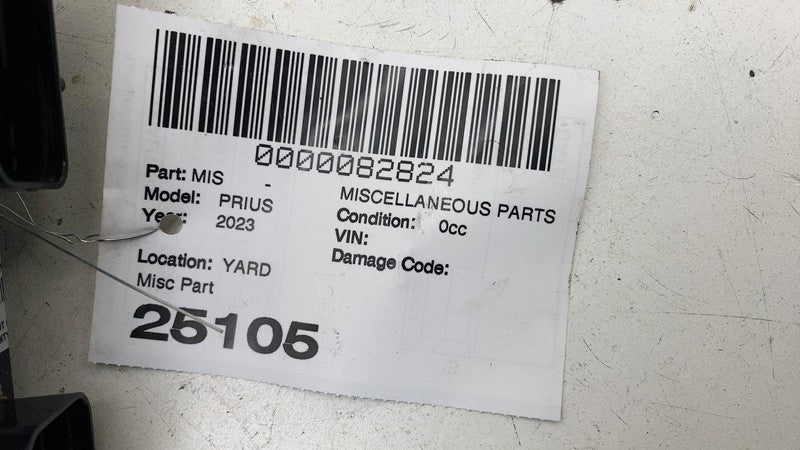 0000082824
Part: MIS - MISCELLANEOUS PARTS
Model: PRIUS Condition: 0cc
Year: 2023 VIN:
Location: YARD Damage Code:
Misc Part
25105